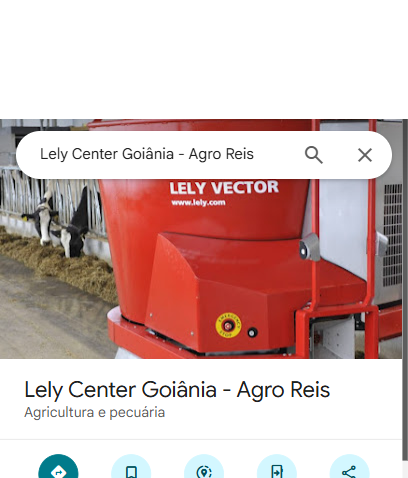 Lely Center Goiânia - Agro Reis
LELY VECTOR
www.lely.com
Lely Center Goiânia - Agro Reis
Agricultura e pecuária